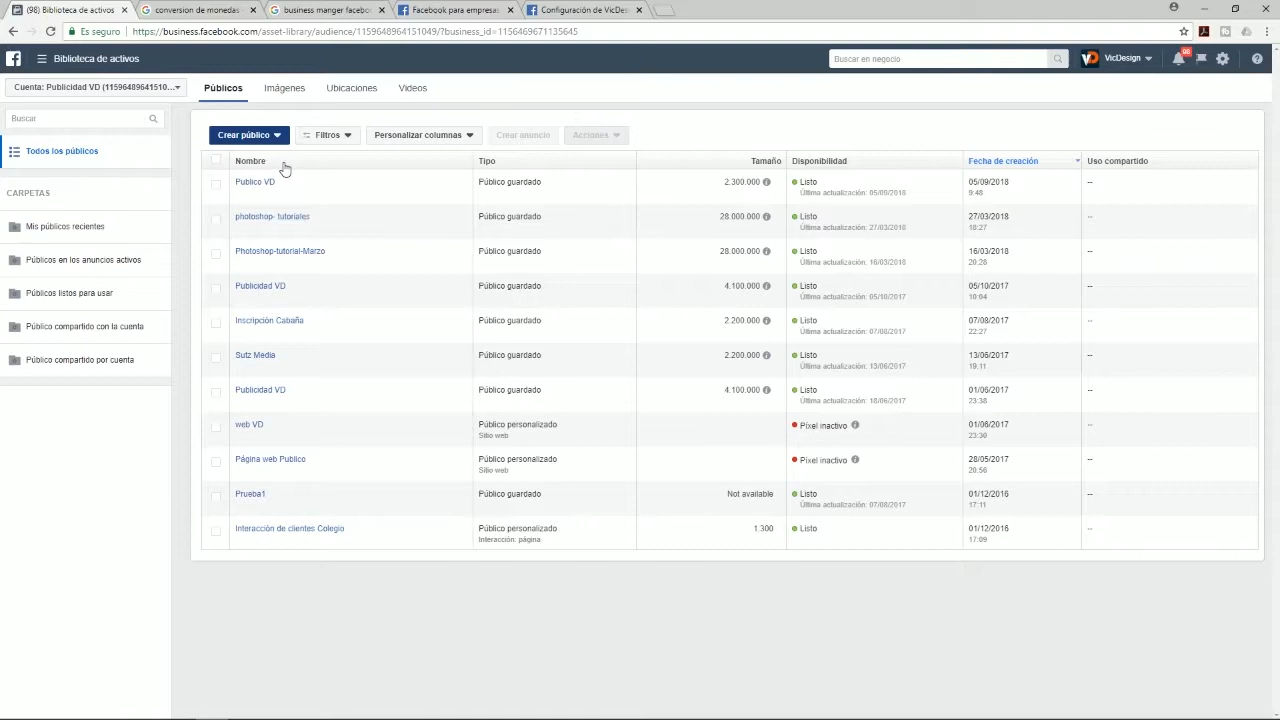 (98) Biblioteca de activos
conversion de monedas
business manger facebo
Facebook para empresas
Configuración de VicDes
Es seguro
https://business.facebook.com/asset-library/audience/1159648964151049/?business_id=1156469671135645
Biblioteca de activos
Buscar en negocio
VicDesign
98
Cuenta: Publicidad VD (11596489641510...
Públicos
Imágenes
Ubicaciones
Videos
Buscar
Todos los públicos
CARPETAS
Mis públicos recientes
Públicos en los anuncios activos
Públicos listos para usar
Público compartido con la cuenta
Público compartido por cuenta
Crear público
Filtros
Personalizar columnas
Crear anuncio
Acciones
Nombre Tipo Tamaño Disponibilidad Fecha de creación Uso compartido
Publico VD Público guardado 2.300.000 Listo 05/09/2018 --
Última actualización: 05/09/2018 9:48
photoshop- tutoriales Público guardado 28.000.000 Listo 27/03/2018 --
Última actualización: 27/03/2018 18:27
Photoshop-tutorial-Marzo Público guardado 28.000.000 Listo 16/03/2018 --
Última actualización: 16/03/2018 20:28
Publicidad VD Público guardado 4.100.000 Listo 05/10/2017 --
Última actualización: 05/10/2017 10:04
Inscripción Cabaña Público guardado 2.200.000 Listo 07/08/2017 --
Última actualización: 07/08/2017 22:27
Sutz Media Público guardado 2.200.000 Listo 13/06/2017 --
Última actualización: 13/06/2017 19:11
Publicidad VD Público guardado 4.100.000 Listo 01/06/2017 --
Última actualización: 18/06/2017 23:38
web VD Público personalizado Píxel inactivo 01/06/2017 --
Sitio web 23:30
Página web Publico Público personalizado Píxel inactivo 28/05/2017 --
Sitio web 20:56
Prueba1 Público guardado Not available Listo 01/12/2016 --
Última actualización: 07/08/2017 17:11
Interacción de clientes Colegio Público personalizado 1.300 Listo 01/12/2016 --
Interacción: página 17:09